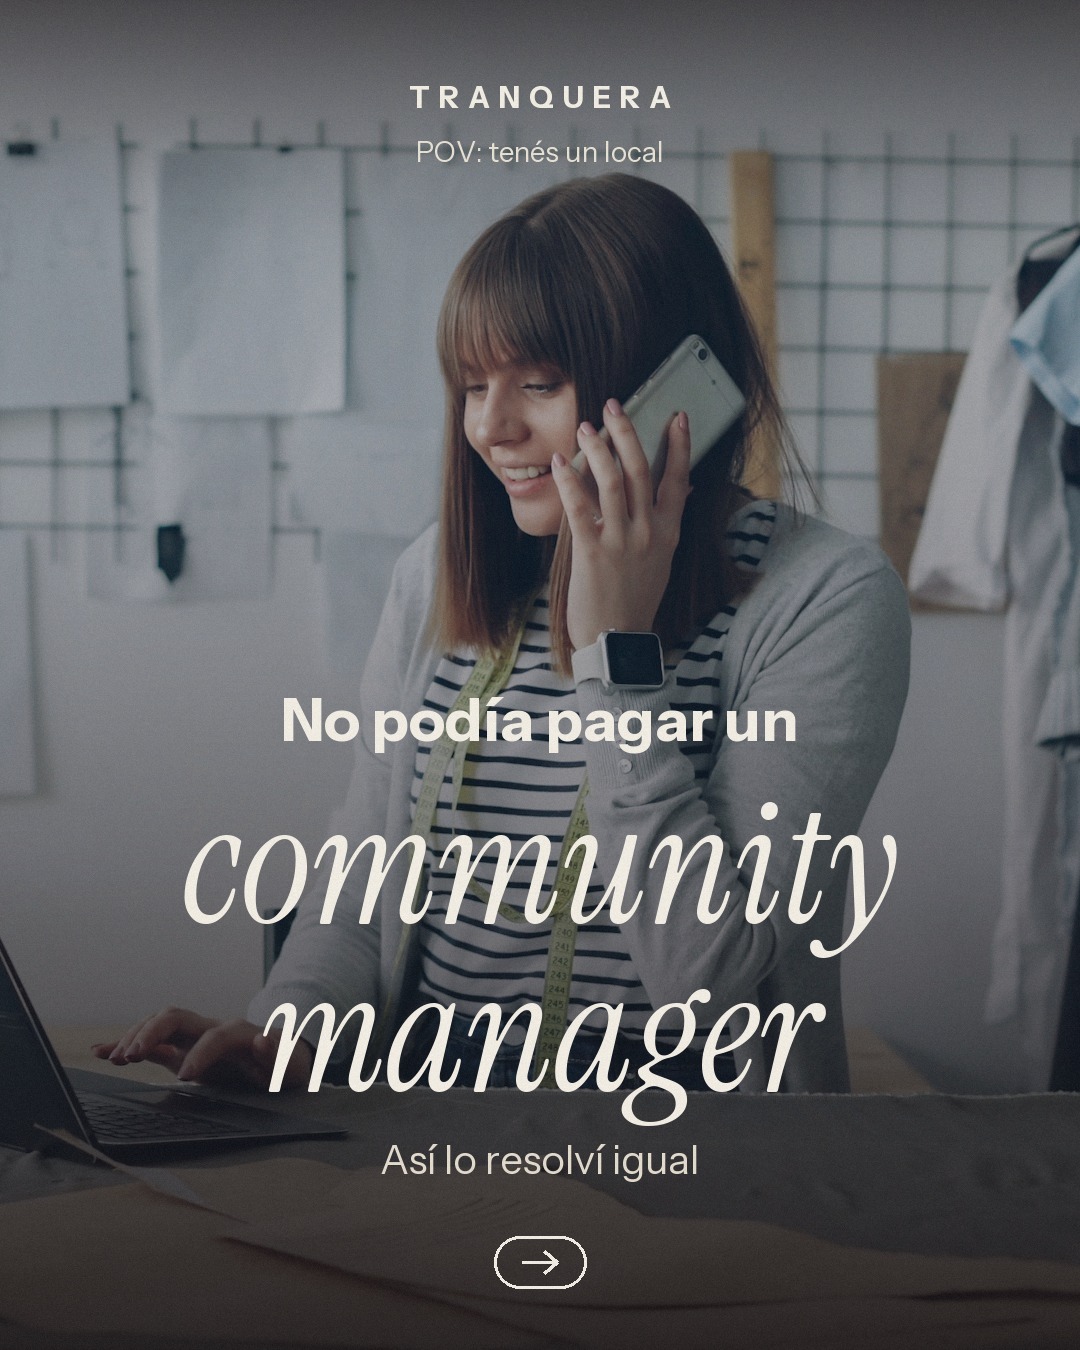 TRANQUERA
POV: tenés un local
No podía pagar un
community
manager
Así lo resolví igual